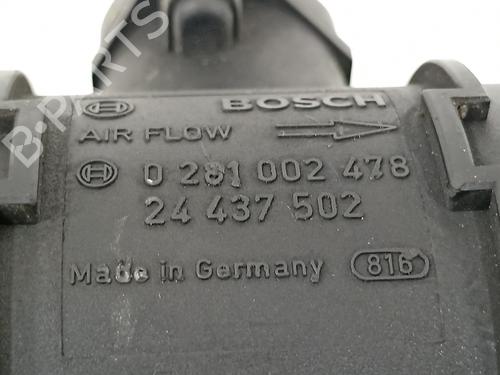 BOSCH
AIR FLOW
0 281 002 478
24 437 502
Made in Germany 816
B-PARTS